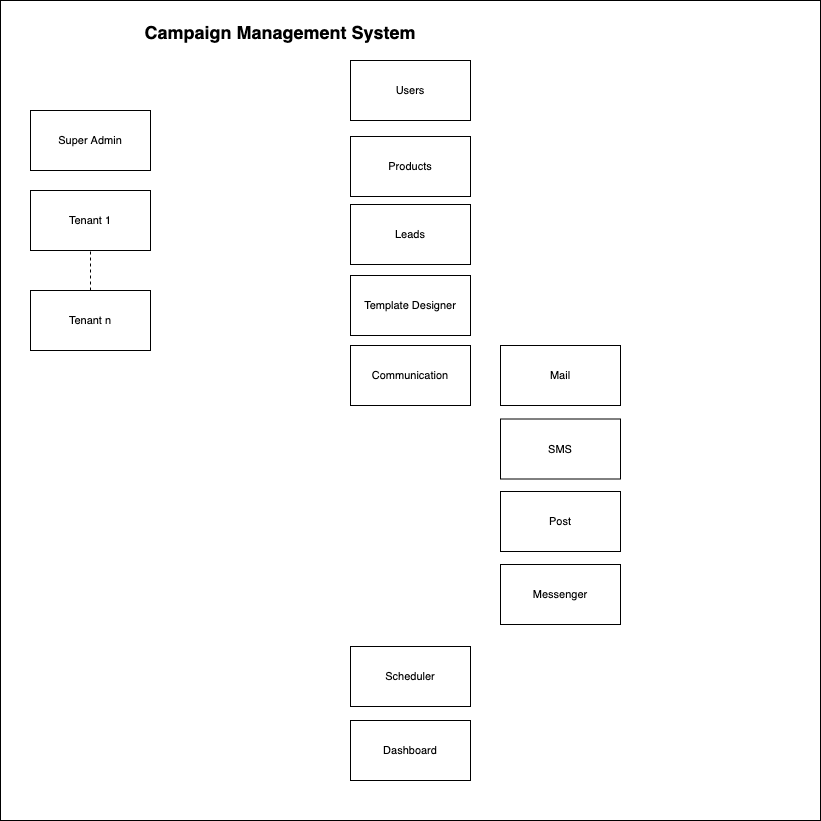 Campaign Management System
Users
Super Admin
Products
Tenant 1
Leads
Template Designer
Tenant n
Communication
Mail
SMS
Post
Messenger
Scheduler
Dashboard